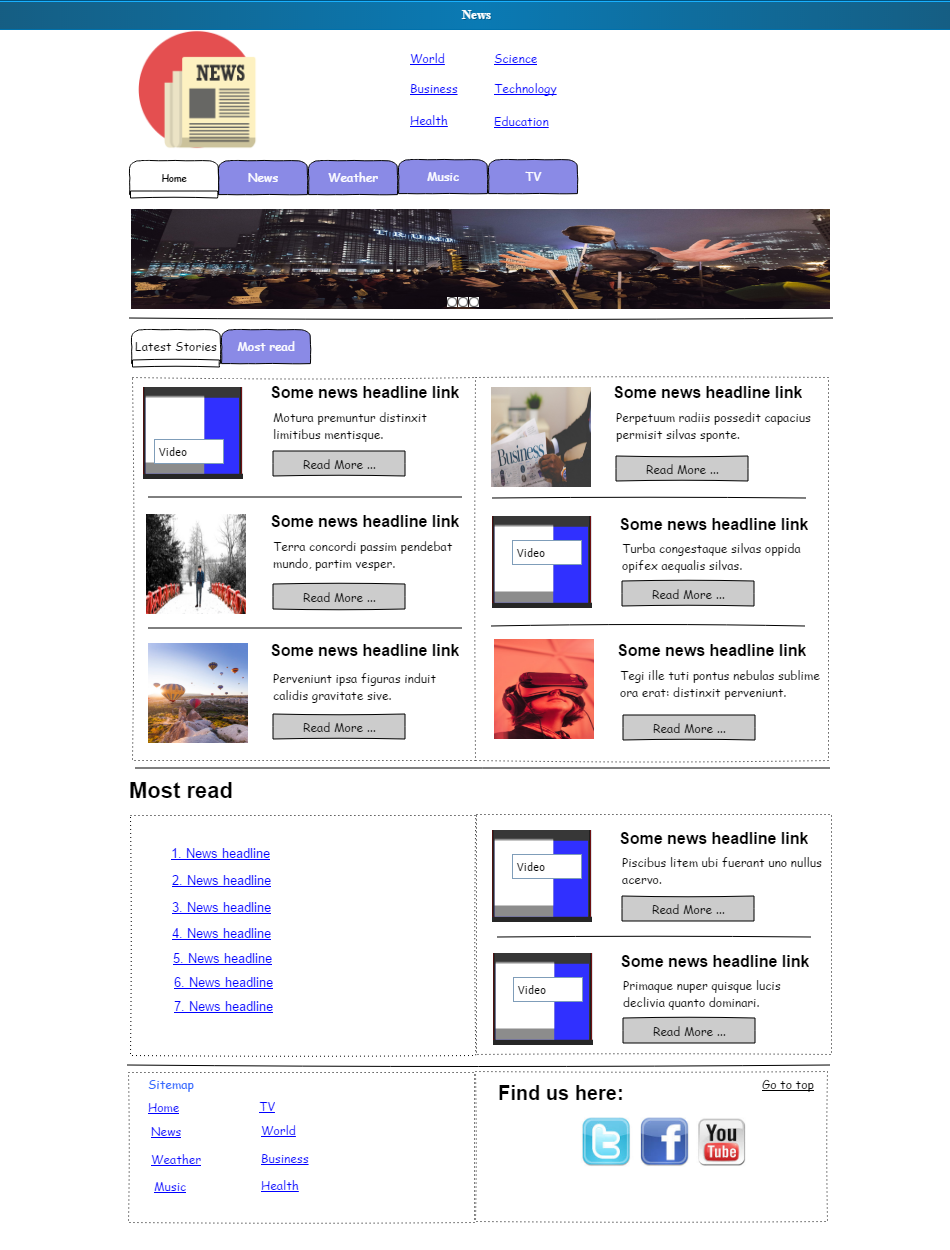 News
NEWS
World
Science
Business
Technology
Health
Education
Home
News
Weather
Music
TV
Latest Stories
Most read
Video
Some news headline link
Motura premuntur distinxit
limitibus mentisque.
Read More ...
Business
Some news headline link
Perpetuum radiis possedit capacius
permisit silvas sponte.
Read More ...
Some news headline link
Terra concordi passim pendebat
mundo, partim vesper.
Read More ...
Video
Some news headline link
Turba congestaque silvas oppida
opifex aequalis silvas.
Read More ...
Some news headline link
Perveniunt ipsa figuras induit
calidis gravitate sive.
Read More ...
Some news headline link
Tegi ille tuti pontus nebulas sublime
ora erat: distinxit perveniunt.
Read More ...
Most read
1. News headline
2. News headline
3. News headline
4. News headline
5. News headline
6. News headline
7. News headline
Video
Some news headline link
Piscibus litem ubi fuerant uno nullus
acervo.
Read More ...
Video
Some news headline link
Primaque nuper quisque lucis
declivia quanto dominari.
Read More ...
Sitemap
Home
TV
News
World
Weather
Business
Music
Health
Find us here:
Go to top
t
f
You
Tube